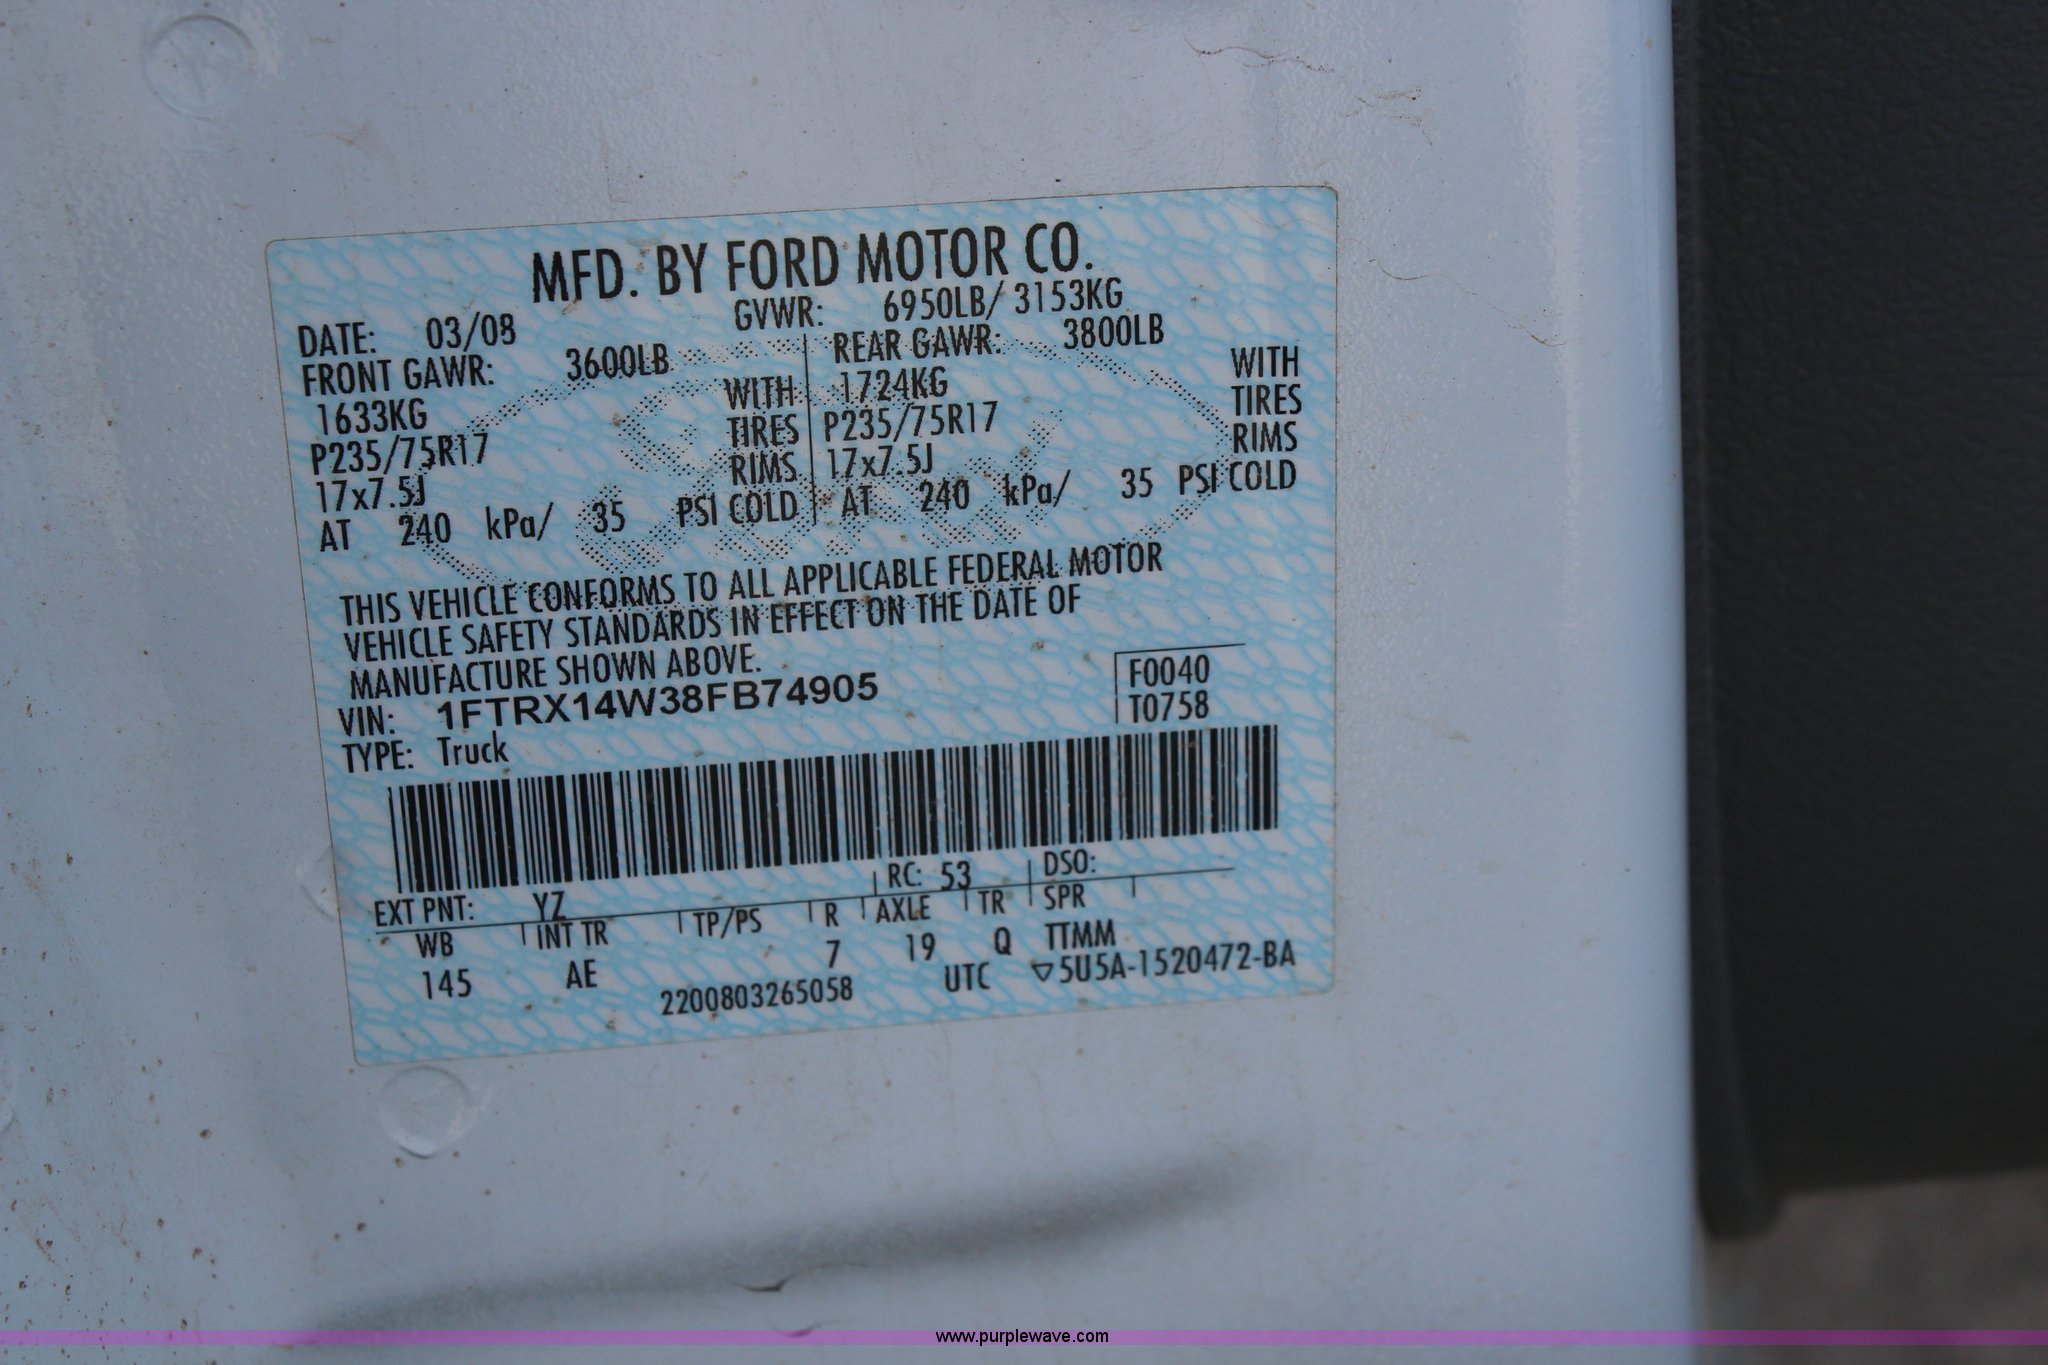 MFD. BY FORD MOTOR CO.
DATE: 03/08 GVWR: 6950LB/ 3153KG
FRONT GAWR: 3600LB REAR GAWR: 3800LB
1633KG WITH 1724KG WITH
P235/75R17 TIRES P235/75R17 TIRES
17x7.5J RIMS 17x7.5J RIMS
AT 240 kPa/ 35 PSI COLD AT 240 kPa/ 35 PSI COLD
THIS VEHICLE CONFORMS TO ALL APPLICABLE FEDERAL MOTOR
VEHICLE SAFETY STANDARDS IN EFFECT ON THE DATE OF
MANUFACTURE SHOWN ABOVE.
VIN: 1FTRX14W38FB74905 F0040
TYPE: Truck T0758
EXT PNT: YZ RC: 53 DSO:
WB INT TR TP/PS R AXLE TR SPR
145 AE 7 19 Q TTMM
2200803265058 UTC ▽5U5A-1520472-BA
www.purplewave.com